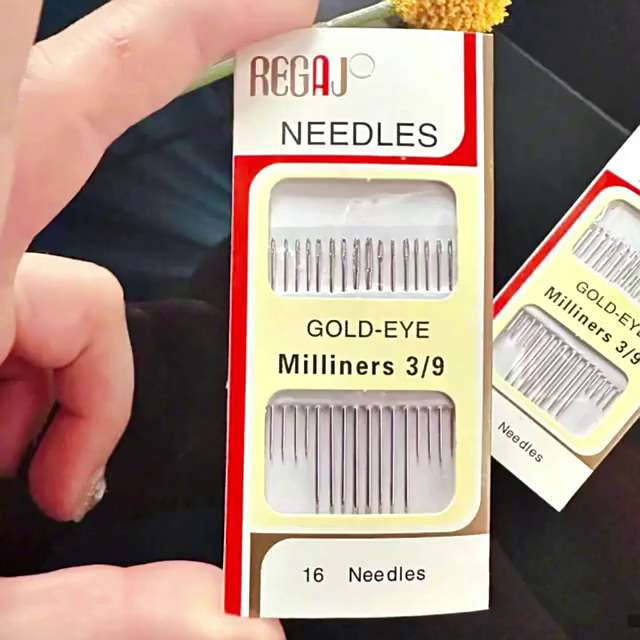 REGAJ
NEEDLES
GOLD-EYE
Milliners 3/9
16 Needles
GOLD-EYE
Milliners 3/9
Needles